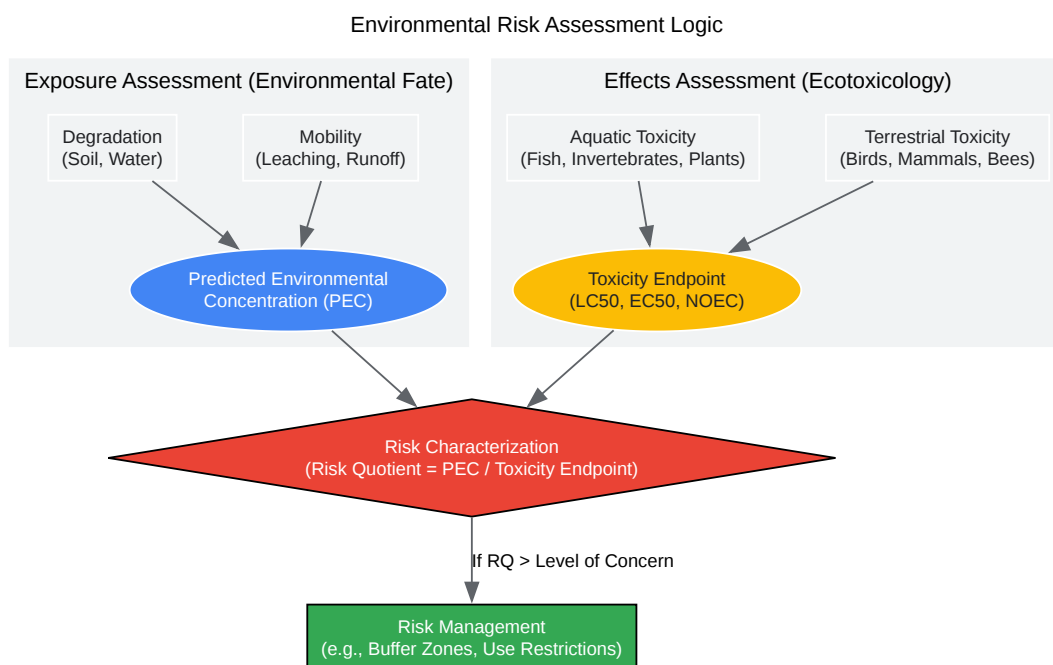 Environmental Risk Assessment Logic
Exposure Assessment (Environmental Fate)
Degradation
(Soil, Water)
Mobility
(Leaching, Runoff)
Predicted Environmental
Concentration (PEC)
Effects Assessment (Ecotoxicology)
Aquatic Toxicity
(Fish, Invertebrates, Plants)
Terrestrial Toxicity
(Birds, Mammals, Bees)
Toxicity Endpoint
(LC50, EC50, NOEC)
Risk Characterization
(Risk Quotient = PEC / Toxicity Endpoint)
If RQ > Level of Concern
Risk Management
(e.g., Buffer Zones, Use Restrictions)